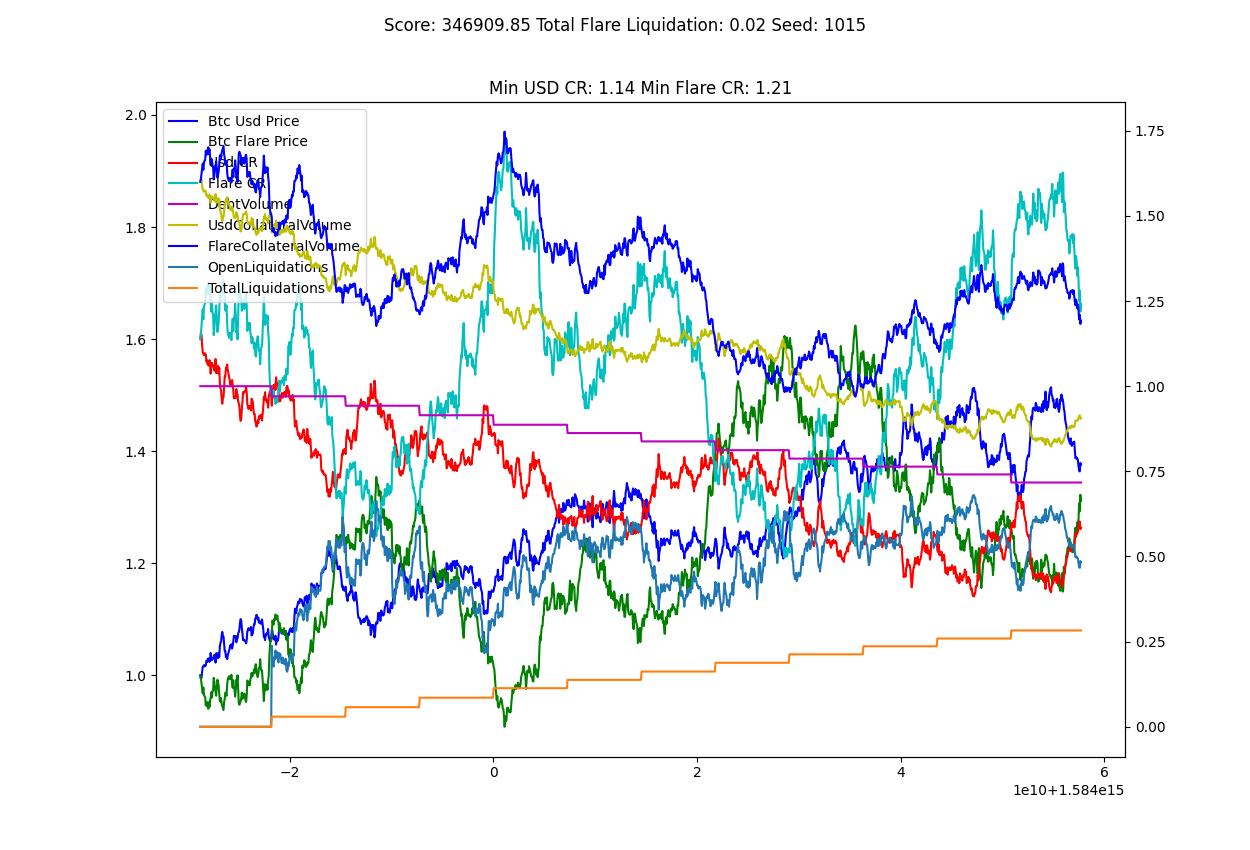 Score: 346909.85 Total Flare Liquidation: 0.02 Seed: 1015
Min USD CR: 1.14 Min Flare CR: 1.21
Btc Usd Price
Btc Flare Price
Usd CR
Flare CR
DebtVolume
UsdCollateralVolume
FlareCollateralVolume
OpenLiquidations
TotalLiquidations
2.0
1.8
1.6
1.4
1.2
1.0
1.75
1.50
1.25
1.00
0.75
0.50
0.25
0.00
−2 0 2 4 6
1e10+1.584e15